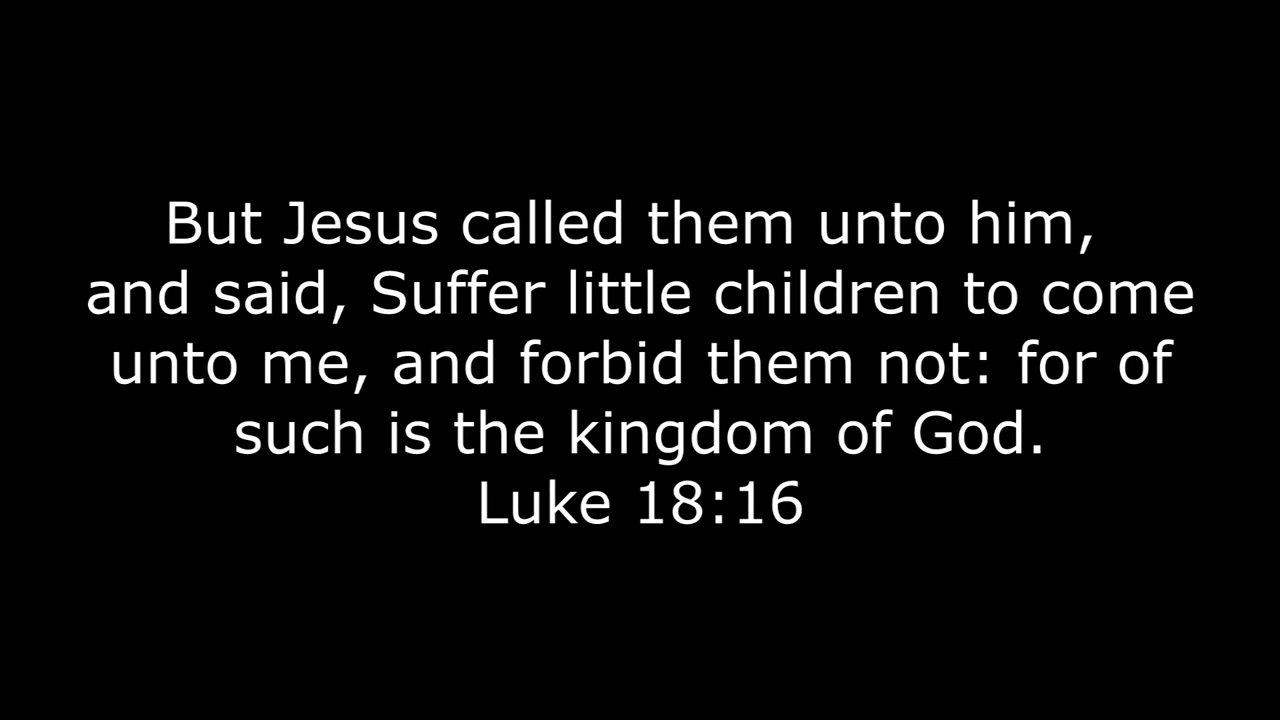 But Jesus called them unto him,
and said, Suffer little children to come
unto me, and forbid them not: for of
such is the kingdom of God.
Luke 18:16